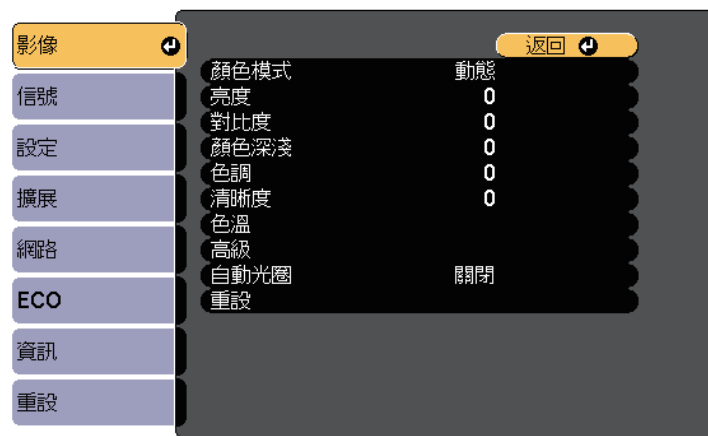 影像
信號
設定
擴展
網路
ECO
資訊
重設
返回
顏色模式 動態
亮度 0
對比度 0
顏色深淺 0
色調 0
清晰度 0
色溫
高級
自動光圈 關閉
重設